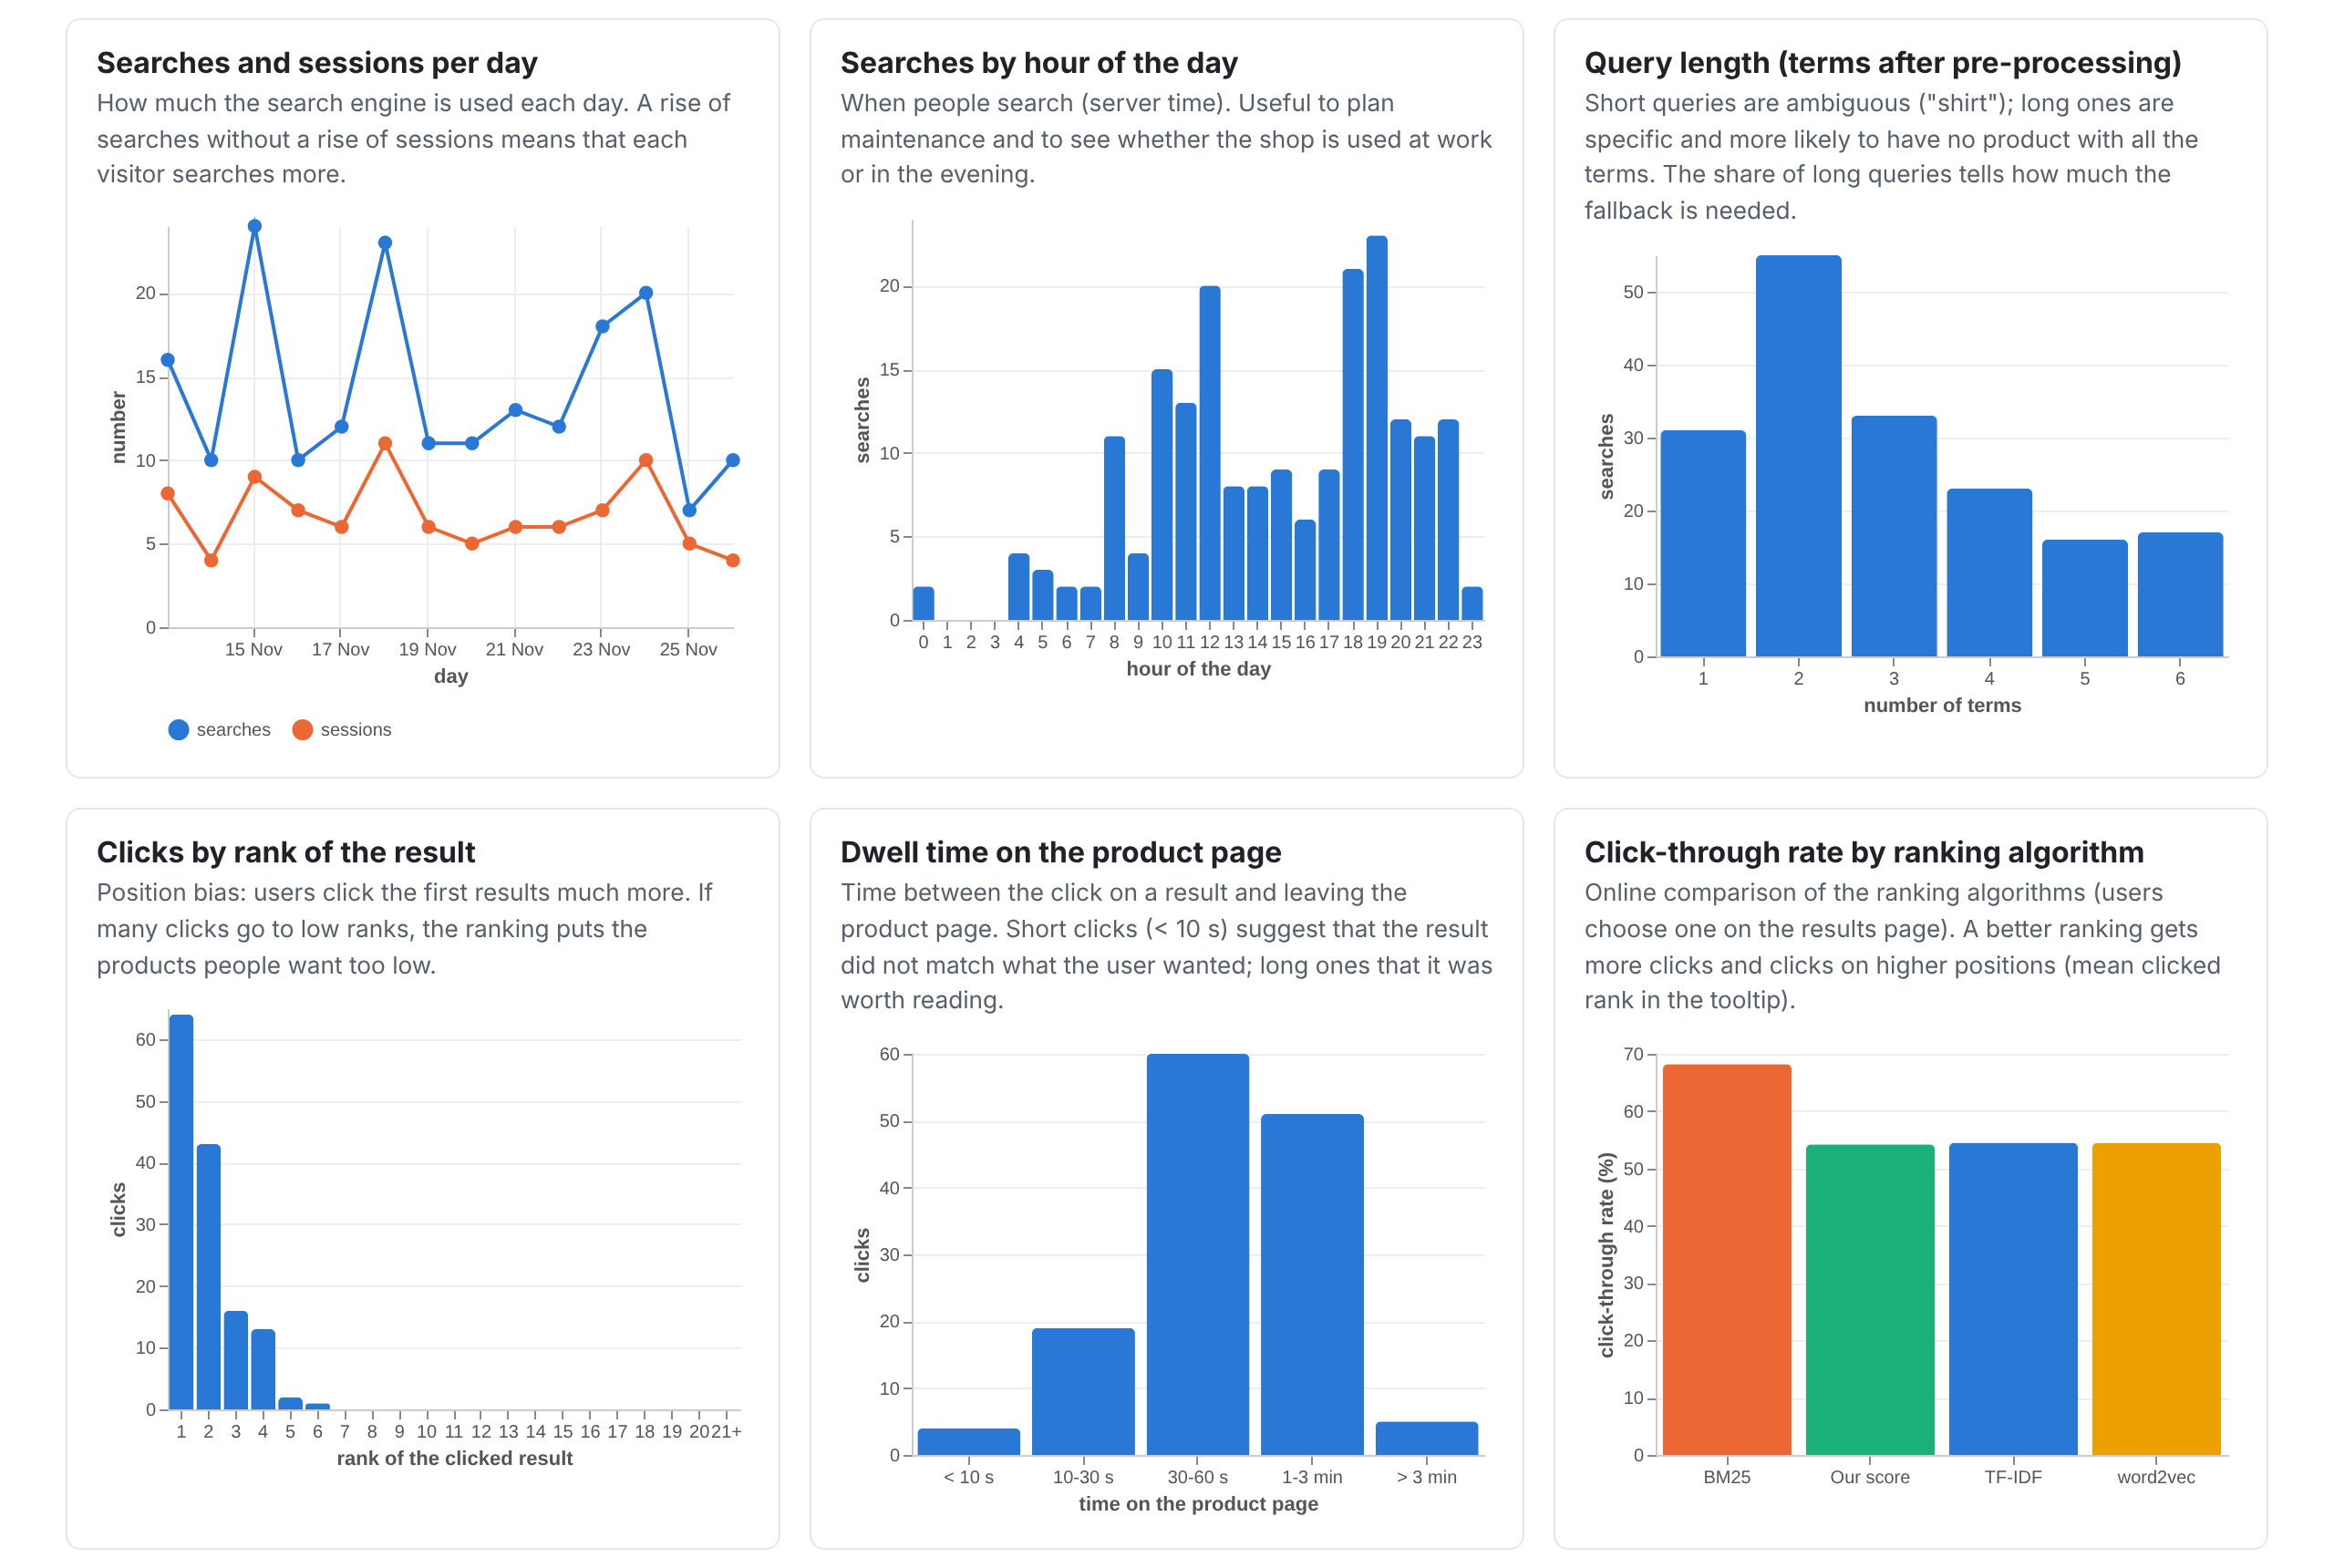 Searches and sessions per day
How much the search engine is used each day. A rise of
searches without a rise of sessions means that each
visitor searches more.
number
20
15
10
5
0
15 Nov 17 Nov 19 Nov 21 Nov 23 Nov 25 Nov
day
searches sessions
Searches by hour of the day
When people search (server time). Useful to plan
maintenance and to see whether the shop is used at work
or in the evening.
searches
20
15
10
5
0
0 1 2 3 4 5 6 7 8 9 10 11 12 13 14 15 16 17 18 19 20 21 22 23
hour of the day
Query length (terms after pre-processing)
Short queries are ambiguous ("shirt"); long ones are
specific and more likely to have no product with all the
terms. The share of long queries tells how much the
fallback is needed.
searches
50
40
30
20
10
0
1 2 3 4 5 6
number of terms
Clicks by rank of the result
Position bias: users click the first results much more. If
many clicks go to low ranks, the ranking puts the
products people want too low.
clicks
60
50
40
30
20
10
0
1 2 3 4 5 6 7 8 9 10 11 12 13 14 15 16 17 18 19 20 21+
rank of the clicked result
Dwell time on the product page
Time between the click on a result and leaving the
product page. Short clicks (< 10 s) suggest that the result
did not match what the user wanted; long ones that it was
worth reading.
clicks
60
50
40
30
20
10
0
< 10 s 10-30 s 30-60 s 1-3 min > 3 min
time on the product page
Click-through rate by ranking algorithm
Online comparison of the ranking algorithms (users
choose one on the results page). A better ranking gets
more clicks and clicks on higher positions (mean clicked
rank in the tooltip).
click-through rate (%)
70
60
50
40
30
20
10
0
BM25 Our score TF-IDF word2vec